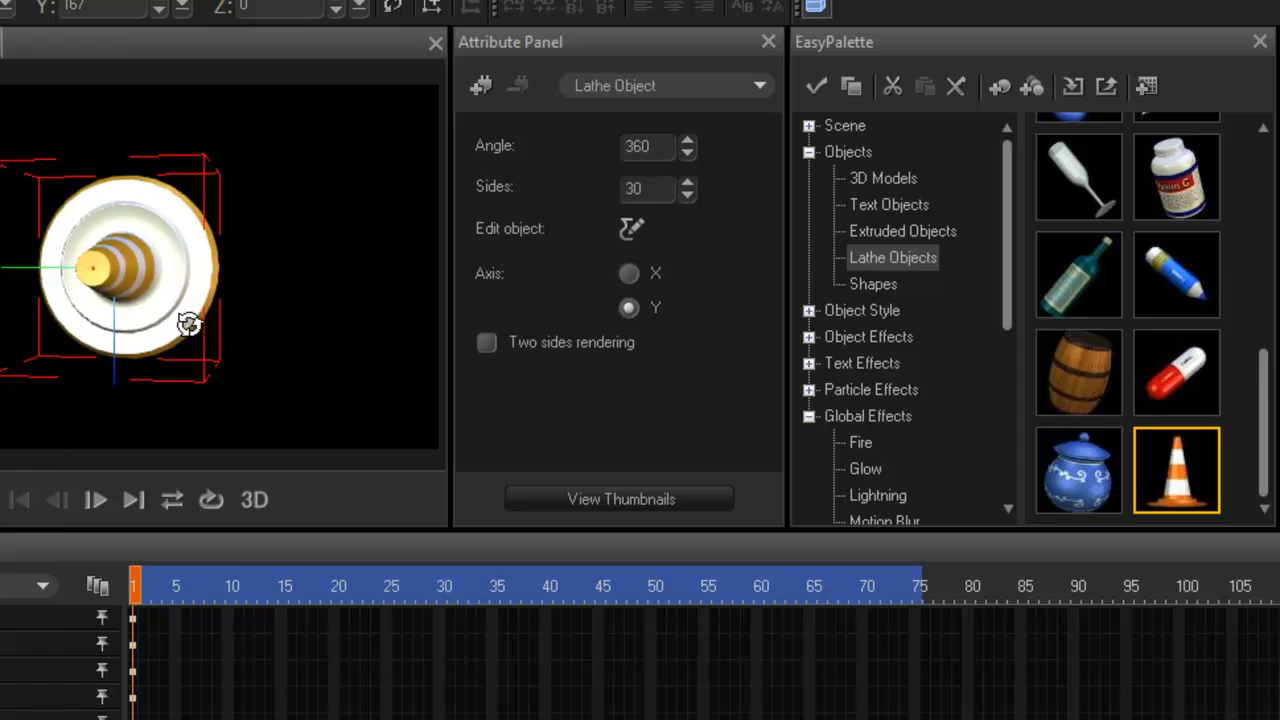 Y: 167 Z: 0
Attribute Panel
EasyPalette
Lathe Object
Angle: 360
Sides: 30
Edit object:
Axis: X
Y
Two sides rendering
View Thumbnails
Scene
Objects
3D Models
Text Objects
Extruded Objects
Lathe Objects
Shapes
Object Style
Object Effects
Text Effects
Particle Effects
Global Effects
Fire
Glow
Lightning
Motion Blur
3D
1 5 10 15 20 25 30 35 40 45 50 55 60 65 70 75 80 85 90 95 100 105